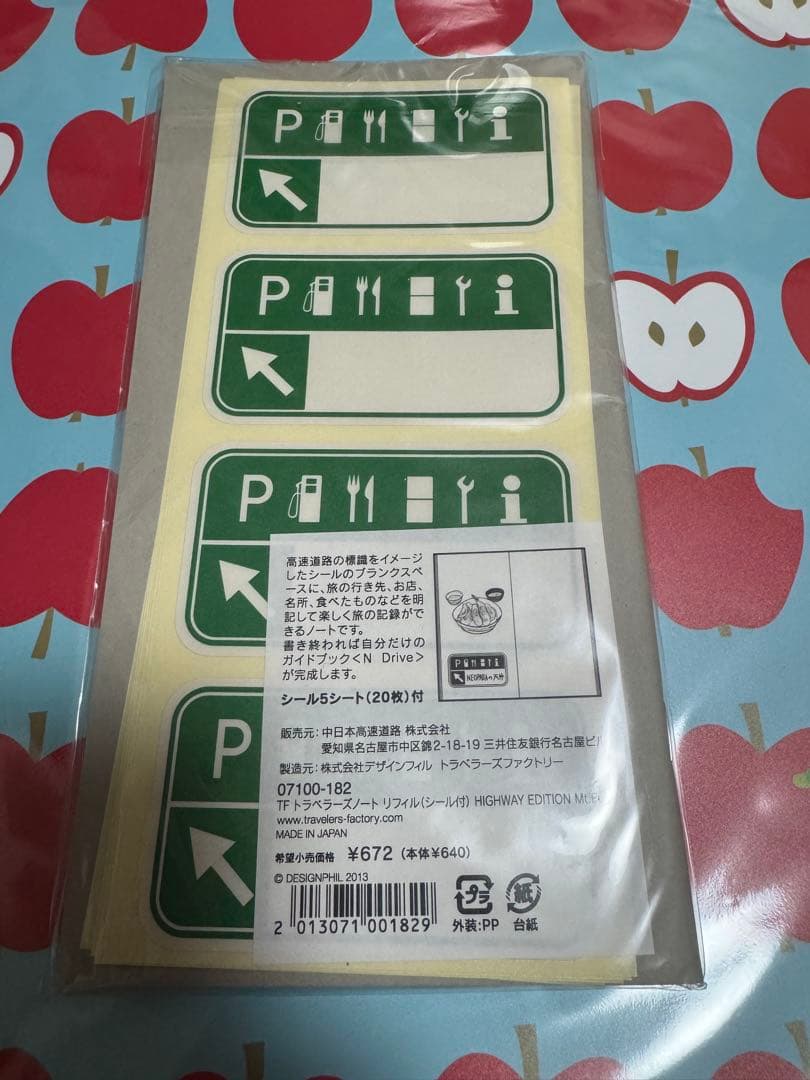 P
P
P
P
高速道路の標識をイメージ
したシールのブランクスペ
ースに、旅の行き先、お店、
名所、食べたものなどを明
記して楽しく旅の記録がで
きるノートです。
書き終われば自分だけの
ガイドブック<N Drive>
が完成します。
シール5シート(20枚)付
P
NEOPASAの天丼
販売元:中日本高速道路 株式会社
愛知県名古屋市中区錦2-18-19 三井住友銀行名古屋ビル
製造元:株式会社デザインフィル トラベラーズファクトリー
07100-182
TF トラベラーズノート リフィル(シール付) HIGHWAY EDITION
www.travelers-factory.com
MADE IN JAPAN
希望小売価格 ¥672(本体¥640)
© DESIGNPHIL 2013
2 013071 001829
プラ
外装:PP
紙
台紙